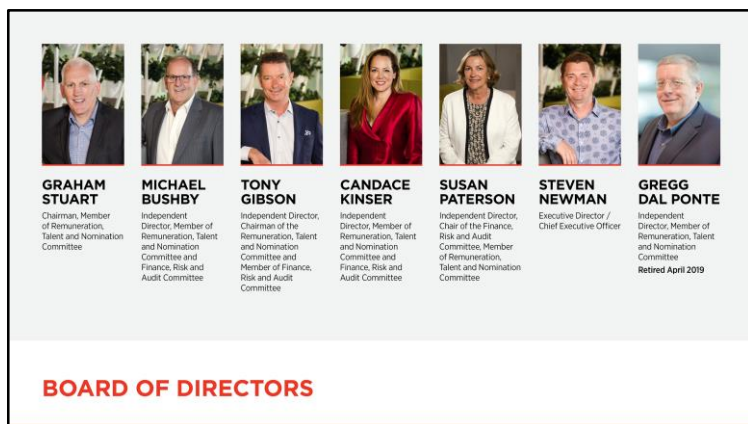 GRAHAM
STUART
Chairman, Member
of Remuneration,
Talent and Nomination
Committee
MICHAEL
BUSHBY
Independent
Director, Member of
Remuneration, Talent
and Nomination
Committee and
Finance, Risk and
Audit Committee
TONY
GIBSON
Independent Director,
Chairman of the
Remuneration, Talent
and Nomination
Committee and
Member of Finance,
Risk and Audit
Committee
CANDACE
KINSER
Independent
Director, Member of
Remuneration, Talent
and Nomination
Committee and
Finance, Risk and
Audit Committee
SUSAN
PATERSON
Independent Director,
Chair of the Finance,
Risk and Audit
Committee, Member
of Remuneration,
Talent and Nomination
Committee
STEVEN
NEWMAN
Executive Director /
Chief Executive Officer
GREGG
DAL PONTE
Independent
Director, Member of
Remuneration, Talent
and Nomination
Committee
Retired April 2019
BOARD OF DIRECTORS